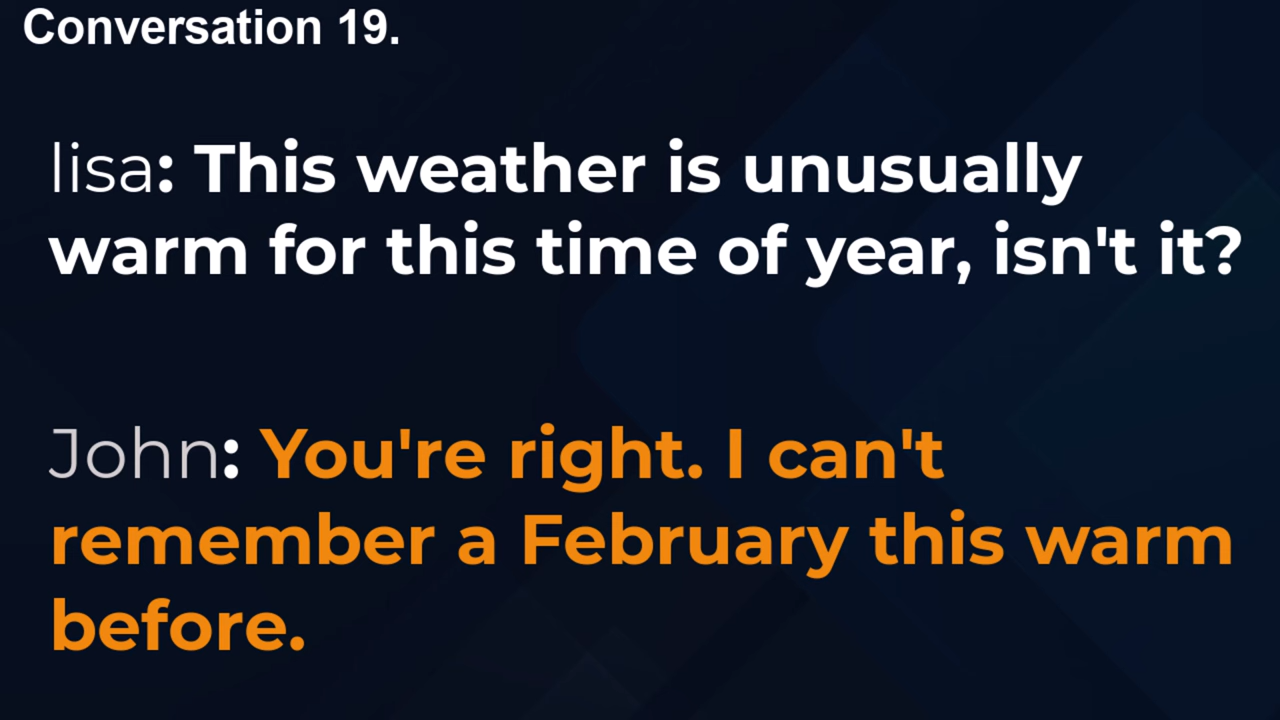 Conversation 19.
lisa: This weather is unusually
warm for this time of year, isn't it?
John: You're right. I can't
remember a February this warm
before.